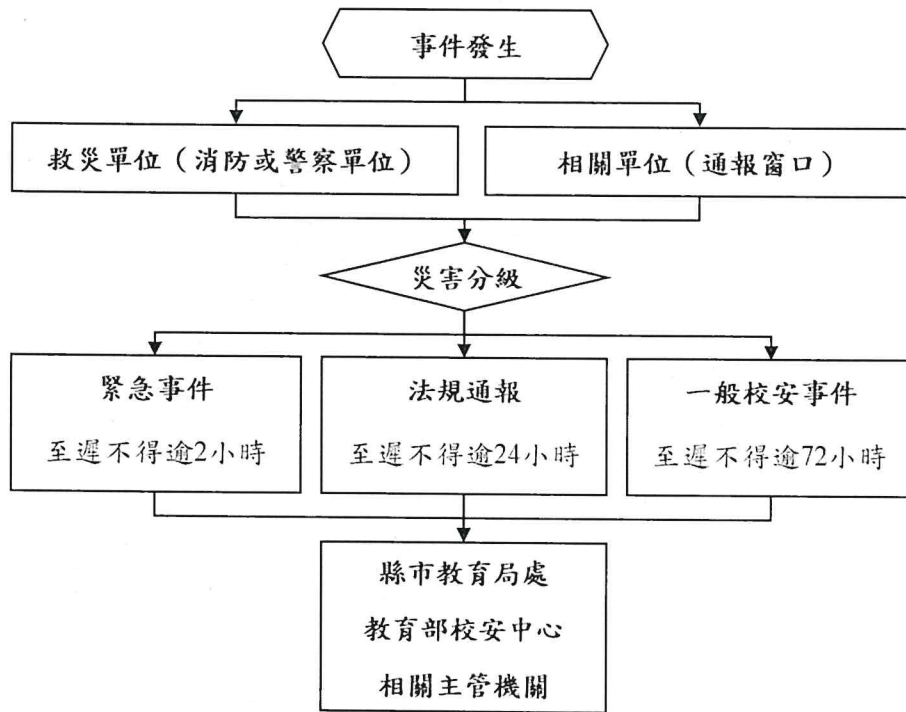 事件發生
救災單位（消防或警察單位）
相關單位（通報窗口）
災害分級
緊急事件
至遲不得逾2小時
法規通報
至遲不得逾24小時
一般校安事件
至遲不得逾72小時
縣市教育局處
教育部校安中心
相關主管機關